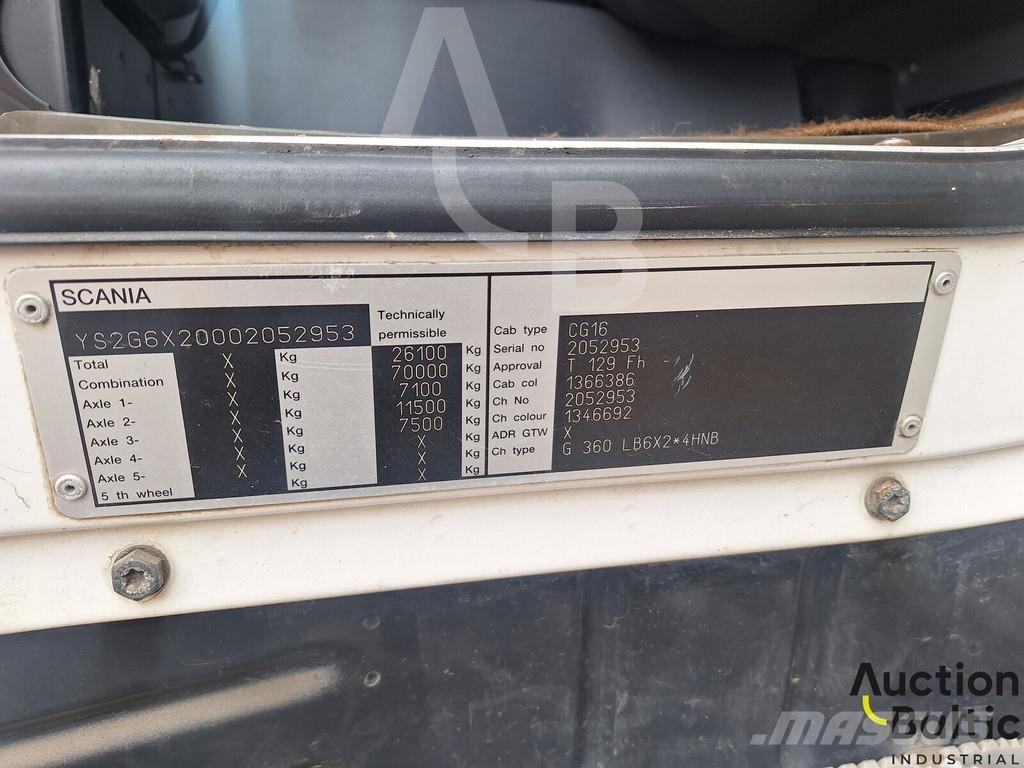 SCANIA
YS2G6X20002052953
Technically
permissible
Total X Kg 26100 Kg
Combination X Kg 70000 Kg
Axle 1- X Kg 7100 Kg
Axle 2- X Kg 11500 Kg
Axle 3- X Kg 7500 Kg
Axle 4- X Kg X Kg
Axle 5- X Kg X Kg
5 th wheel X Kg X Kg
Cab type CG16
Serial no 2052953
Approval T 129 Fh
Cab col 1366386
Ch No 2052953
Ch colour 1346692
ADR GTW X
Ch type G 360 LB6X2*4HNB
A
B
Auction
Baltic
INDUSTRIAL
MASCUS